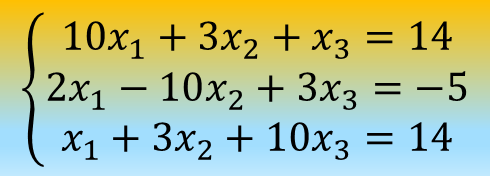 10x₁ + 3x₂ + x₃ = 14
2x₁ − 10x₂ + 3x₃ = −5
x₁ + 3x₂ + 10x₃ = 14